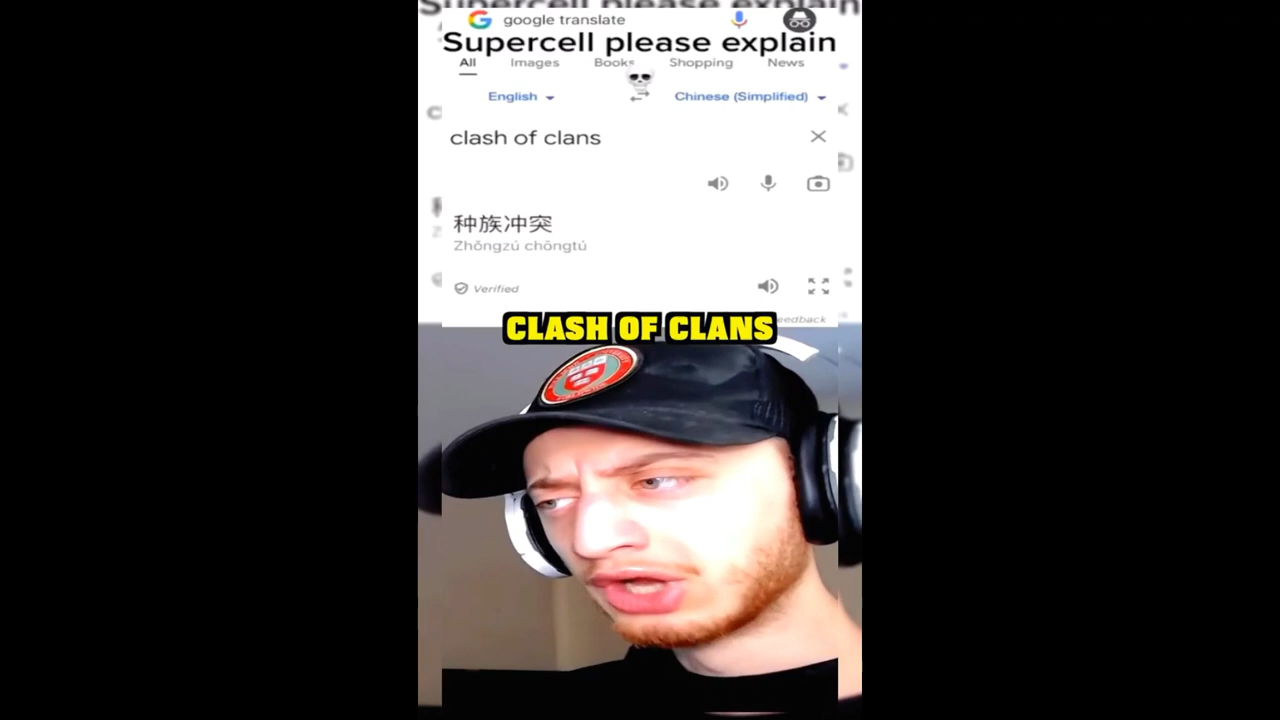 google translate
Supercell please explain
All Images Books Shopping News
English Chinese (Simplified)
clash of clans
种族冲突
Zhǒngzú chōngtú
Verified
CLASH OF CLANS